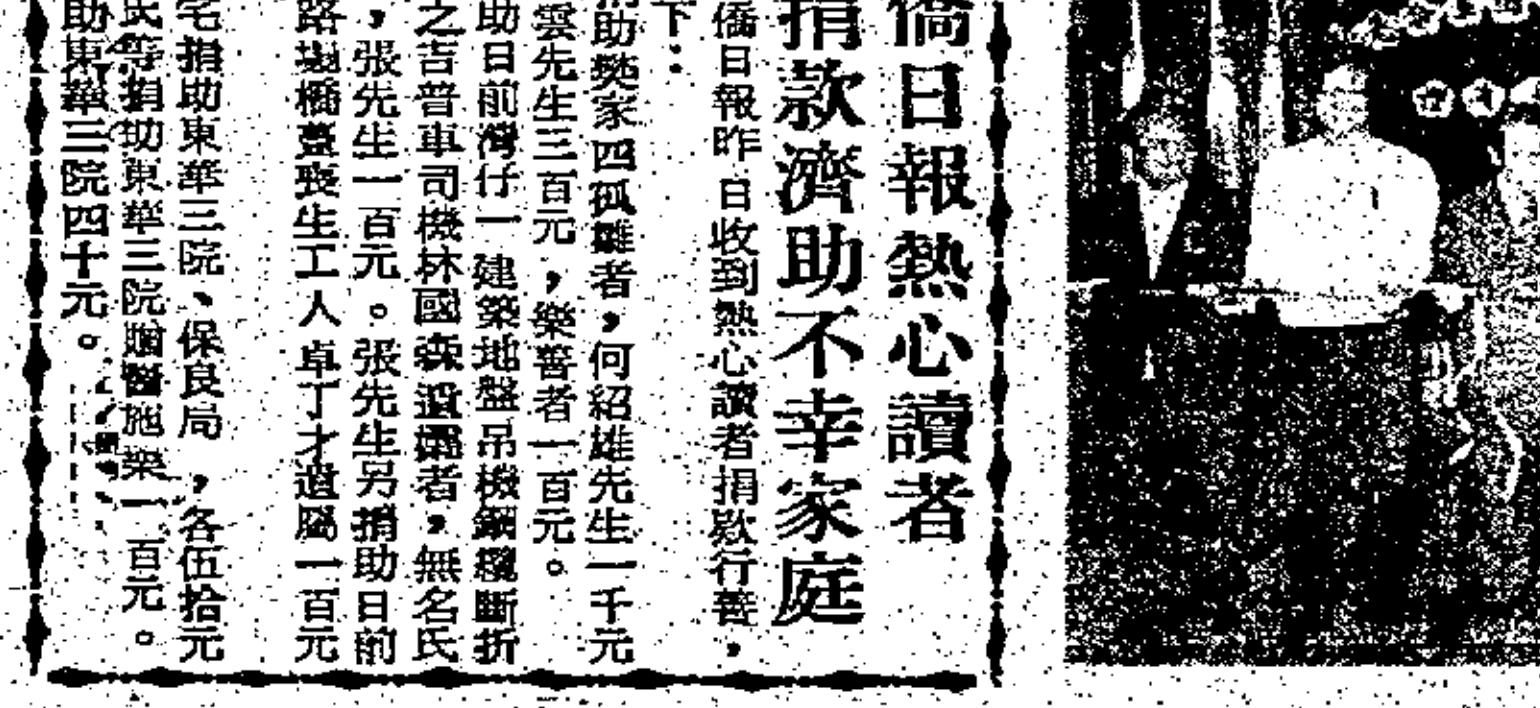 僑日報熱心讀者
捐款濟助不幸家庭
僑日報昨日收到熱心讀者捐款行善，
下：
助樊家四孤雛者，何紹雄先生一千元
雲先生三百元，樂善者一百元。
助日前灣仔一建築地盤吊機鋼纜斷折
之吉普車司機林國森遺孀者，無名氏
，張先生一百元。張先生另捐助日前
路塌橋躉喪生工人卓丁才遺屬一百元
宅捐助東華三院、保良局，各伍拾元
氏等捐助東華三院贈醫施藥一百元。
助東華三院四十元。